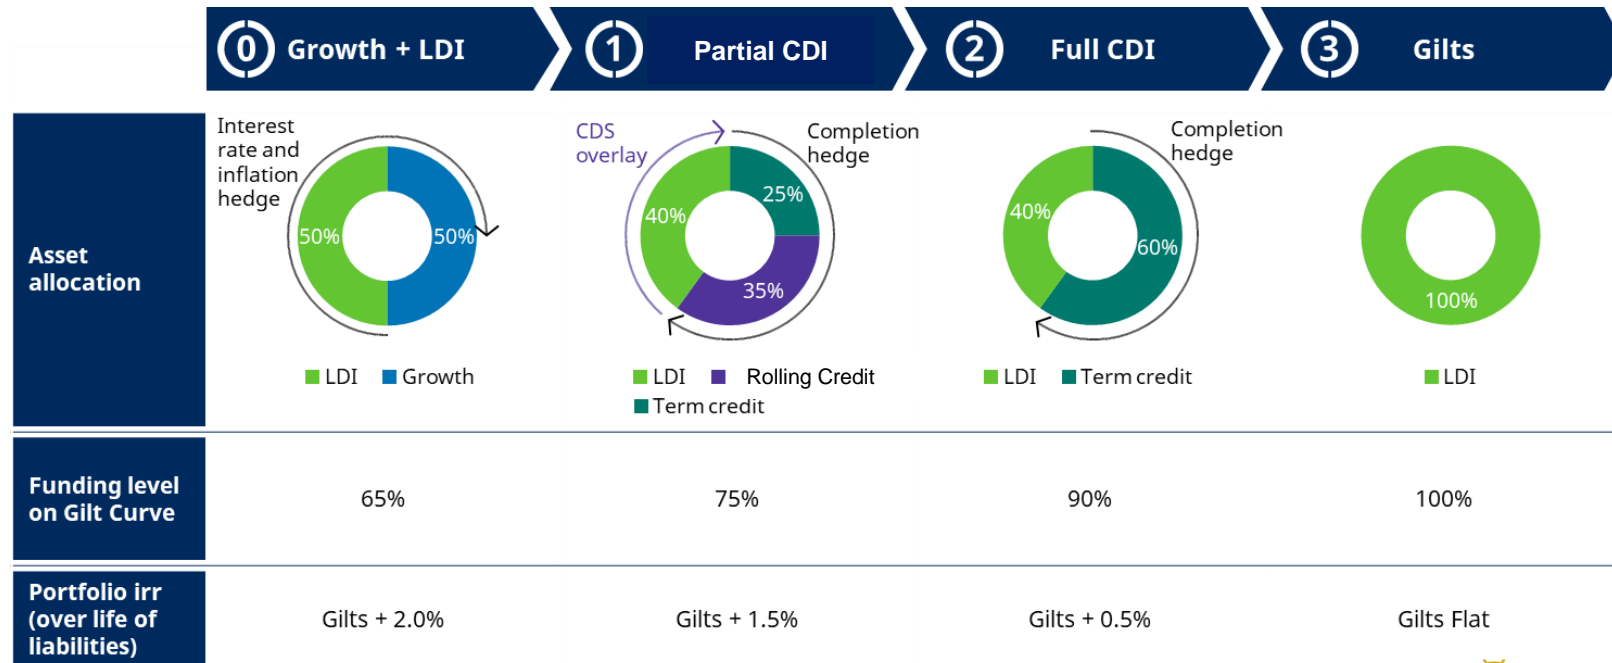 0 Growth + LDI
1 Partial CDI
2 Full CDI
3 Gilts
Asset
allocation
Interest
rate and
inflation
hedge
50%
50%
LDI Growth
CDS
overlay
Completion
hedge
40%
25%
35%
LDI Rolling Credit
Term credit
Completion
hedge
40%
60%
LDI Term credit
100%
LDI
Funding level
on Gilt Curve
65%
75%
90%
100%
Portfolio irr
(over life of
liabilities)
Gilts + 2.0%
Gilts + 1.5%
Gilts + 0.5%
Gilts Flat